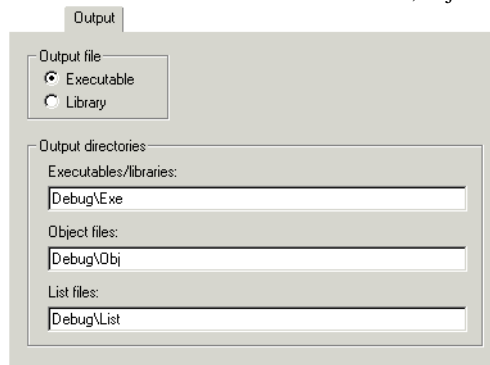 Output
Output file
Executable
Library
Output directories
Executables/libraries:
Debug\Exe
Object files:
Debug\Obj
List files:
Debug\List